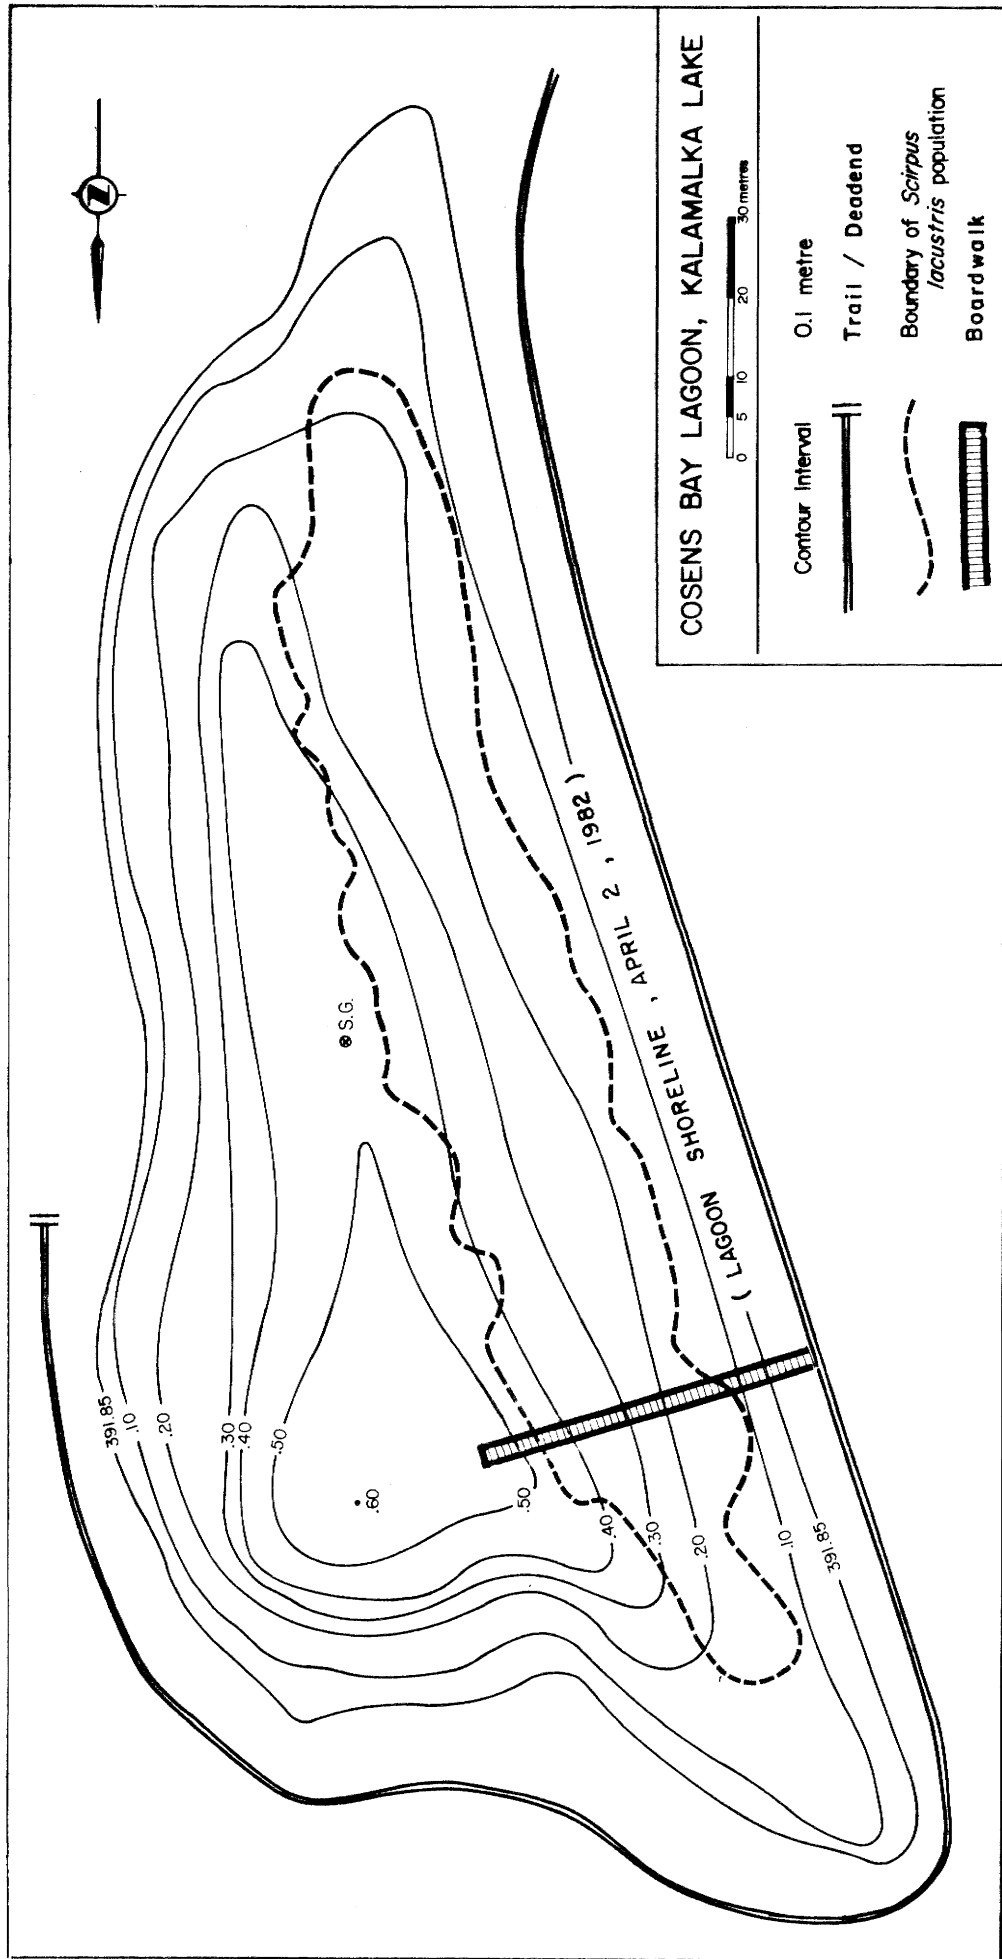 COSENS BAY LAGOON, KALAMALKA LAKE
0 5 10 20 30 metres
Contour Interval 0.1 metre
Trail / Deadend
Boundary of Scirpus
lacustris population
Boardwalk
N
S.G.
(LAGOON SHORELINE, APRIL 2, 1982)
391.85
.10
.20
.30
.40
.50
.60
.50
.40
.30
.20
.10
391.85